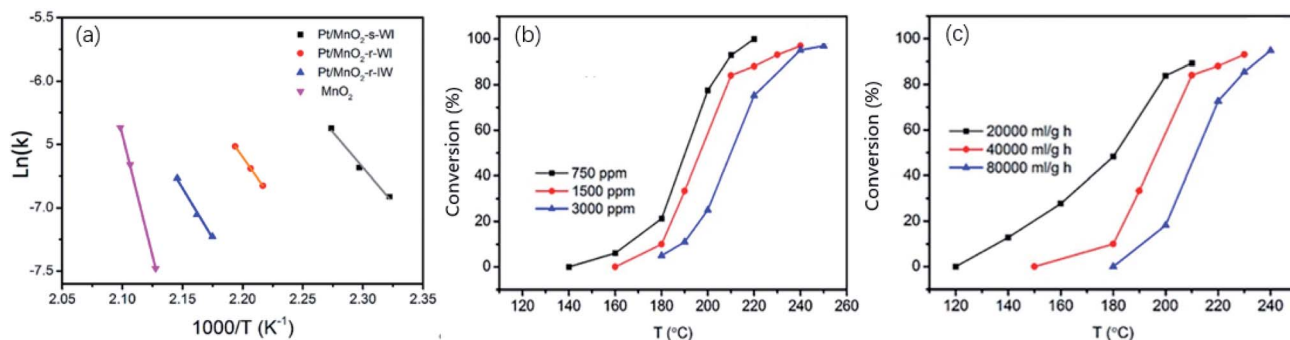 (a)
-5.5
-6.0
5
-7.0
-7.5
Ln(k)
2.05
2.10
2.15
2.20
2.25
2.30
2.35
1000/T (K⁻¹)
Pt/MnO₂-s-WI
Pt/MnO₂-r-WI
Pt/MnO₂-r-IW
MnO₂
(b)
100
80
60
40
20
0
Conversion (%)
750 ppm
1500 ppm
3000 ppm
140
160
180
200
220
240
260
T (°C)
(c)
100
80
60
40
20
0
Conversion (%)
20000 ml/g h
40000 ml/g h
80000 ml/g h
120
140
160
180
200
220
240
T (°C)